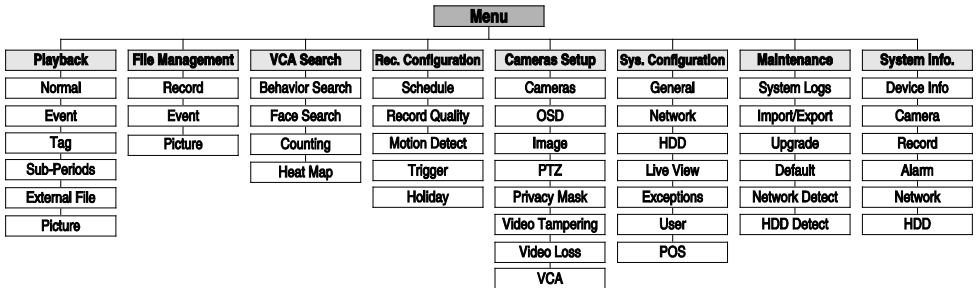 Menu
Playback
Normal
Event
Tag
Sub-Periods
External File
Picture
File Management
Record
Event
Picture
VCA Search
Behavior Search
Face Search
Counting
Heat Map
Rec. Configuration
Schedule
Record Quality
Motion Detect
Trigger
Holiday
Cameras Setup
Cameras
OSD
Image
PTZ
Privacy Mask
Video Tampering
Video Loss
VCA
Sys. Configuration
General
Network
HDD
Live View
Exceptions
User
POS
Maintenance
System Logs
Import/Export
Upgrade
Default
Network Detect
HDD Detect
System Info.
Device Info
Camera
Record
Alarm
Network
HDD